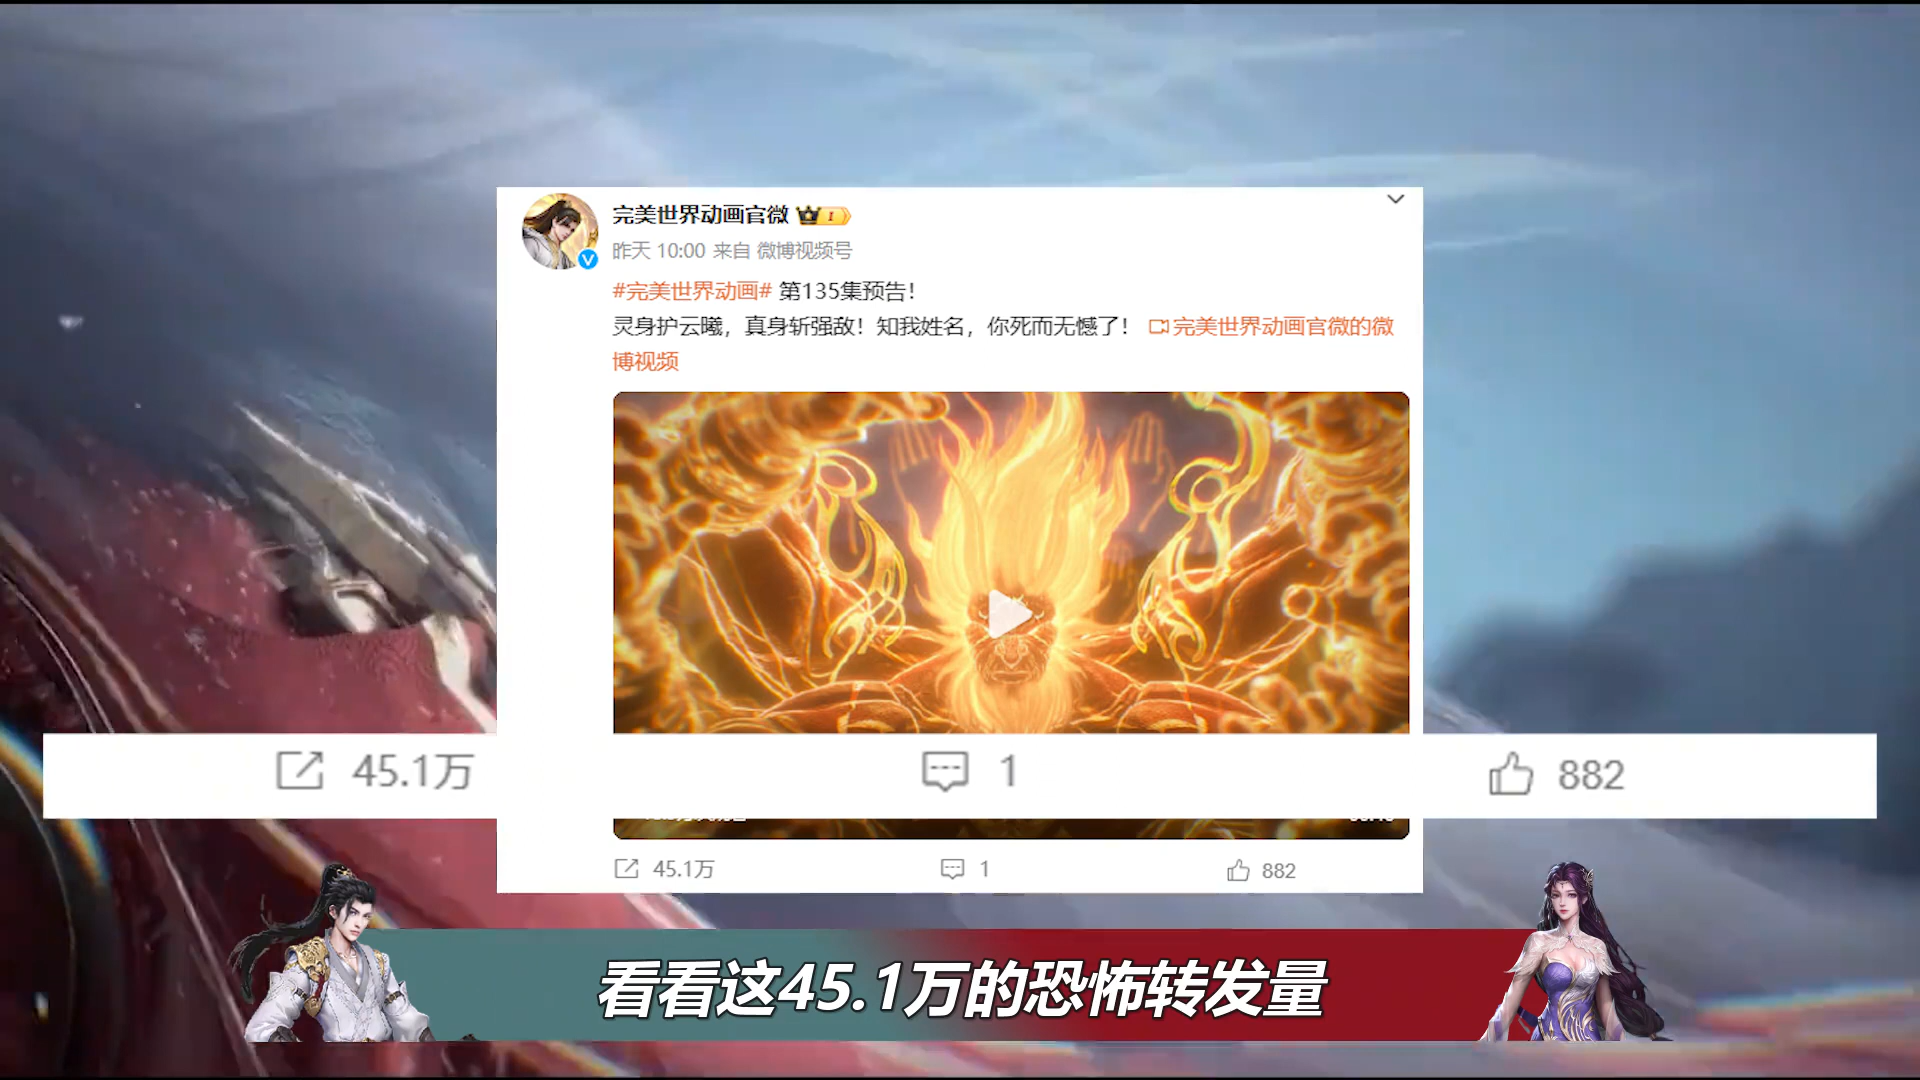 完美世界动画官微 1
昨天 10:00 来自 微博视频号
#完美世界动画# 第135集预告！
灵身护云曦，真身斩强敌！知我姓名，你死而无憾了！ 完美世界动画官微的微
博视频
45.1万 1 882
45.1万 1 882
看看这45.1万的恐怖转发量